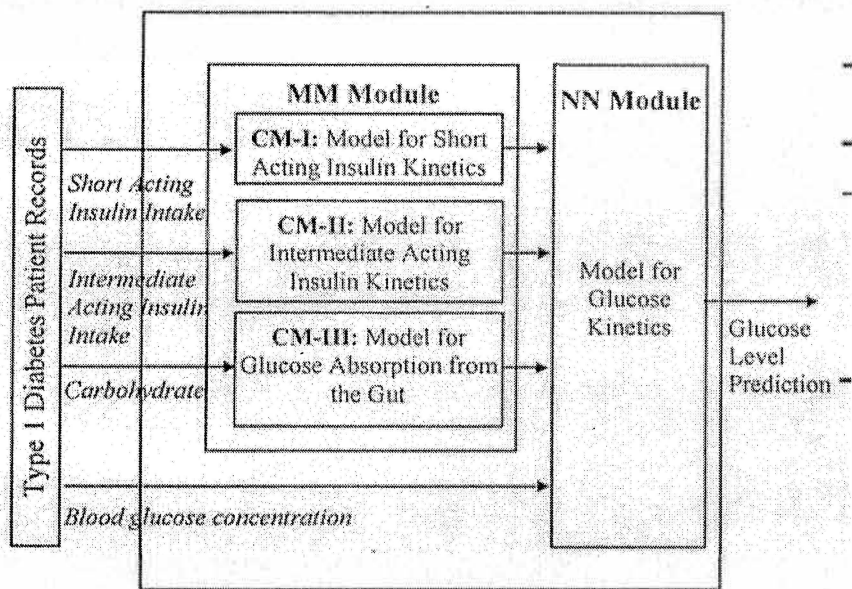 Type 1 Diabetes Patient Records
Short Acting
Insulin Intake
Intermediate
Acting Insulin
Intake
Carbohydrate
Blood glucose concentration
MM Module
CM-I: Model for Short
Acting Insulin Kinetics
CM-II: Model for
Intermediate Acting
Insulin Kinetics
CM-III: Model for
Glucose Absorption from
the Gut
NN Module
Model for
Glucose
Kinetics
Glucose
Level
Prediction